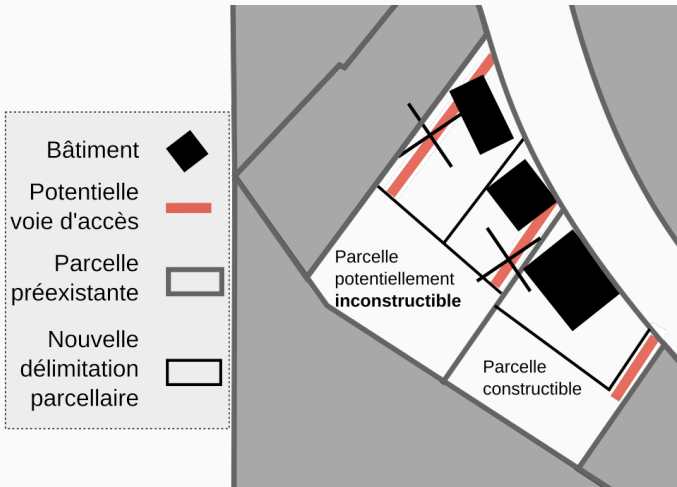 Bâtiment
Potentielle
voie d'accès
Parcelle
préexistante
Nouvelle
délimitation
parcellaire
Parcelle
potentiellement
inconstructible
Parcelle
constructible